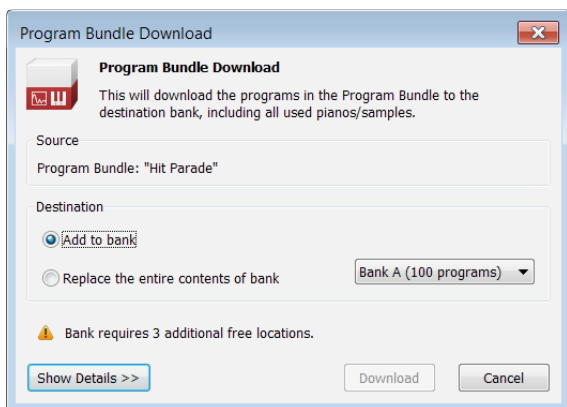 Program Bundle Download
Program Bundle Download
This will download the programs in the Program Bundle to the
destination bank, including all used pianos/samples.
Source
Program Bundle: "Hit Parade"
Destination
Add to bank
Replace the entire contents of bank
Bank A (100 programs)
Bank requires 3 additional free locations.
Show Details >>
Download
Cancel